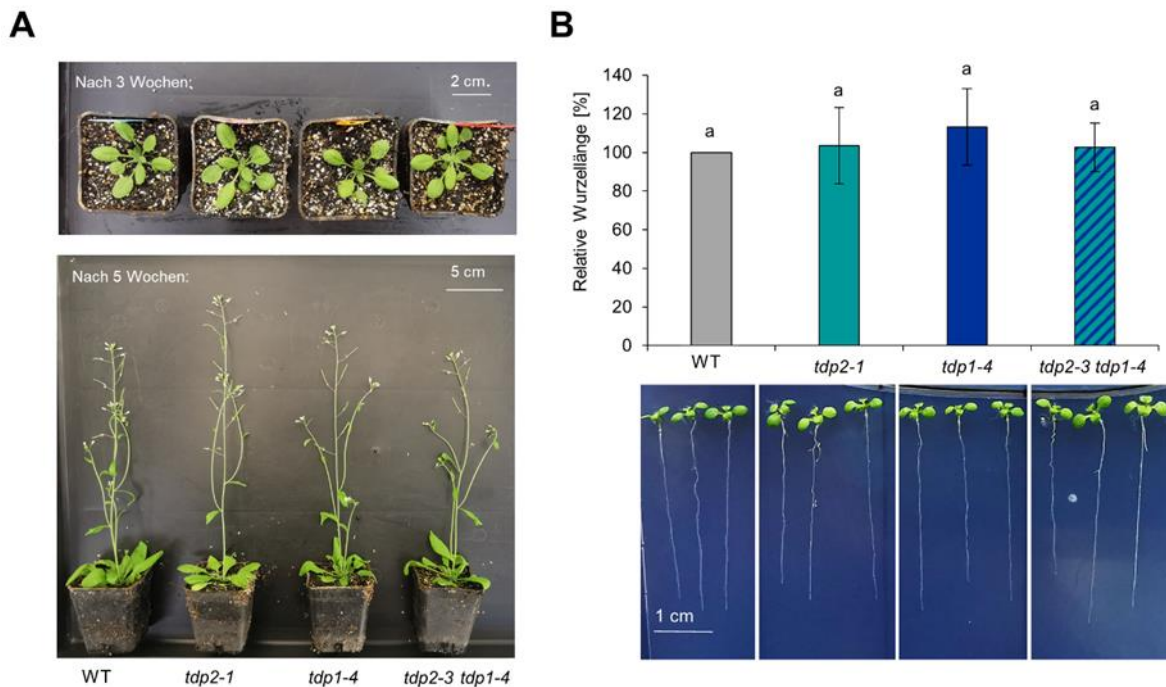 A
Nach 3 Wochen:
2 cm
Nach 5 Wochen:
5 cm
WT
tdp2-1
tdp1-4
tdp2-3 tdp1-4
B
Relative Wurzellänge [%]
140
120
100
80
60
40
20
0
a
a
a
a
WT
tdp2-1
tdp1-4
tdp2-3 tdp1-4
1 cm